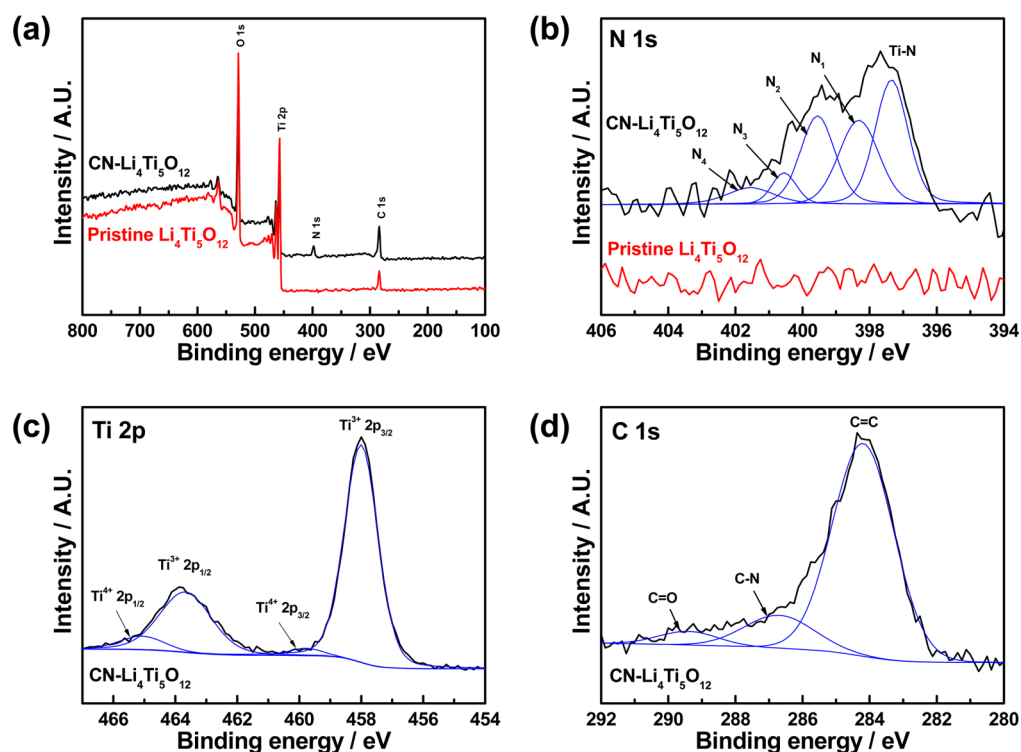 (a)
O 1s
Ti 2p
CN-Li₄Ti₅O₁₂
N 1s
C 1s
Pristine Li₄Ti₅O₁₂
Intensity / A.U.
800 700 600 500 400 300 200 100
Binding energy / eV
(b)
N 1s
Ti-N
N₁
N₂
CN-Li₄Ti₅O₁₂
N₃
N₄
Pristine Li₄Ti₅O₁₂
Intensity / A.U.
406 404 402 400 398 396 394
Binding energy / eV
(c)
Ti 2p
Ti³⁺ 2p₃/₂
Ti³⁺ 2p₁/₂
Ti⁴⁺ 2p₁/₂
Ti⁴⁺ 2p₃/₂
CN-Li₄Ti₅O₁₂
Intensity / A.U.
466 464 462 460 458 456 454
Binding energy / eV
(d)
C 1s
C=C
C-N
C=O
CN-Li₄Ti₅O₁₂
Intensity / A.U.
292 290 288 286 284 282 280
Binding energy / eV